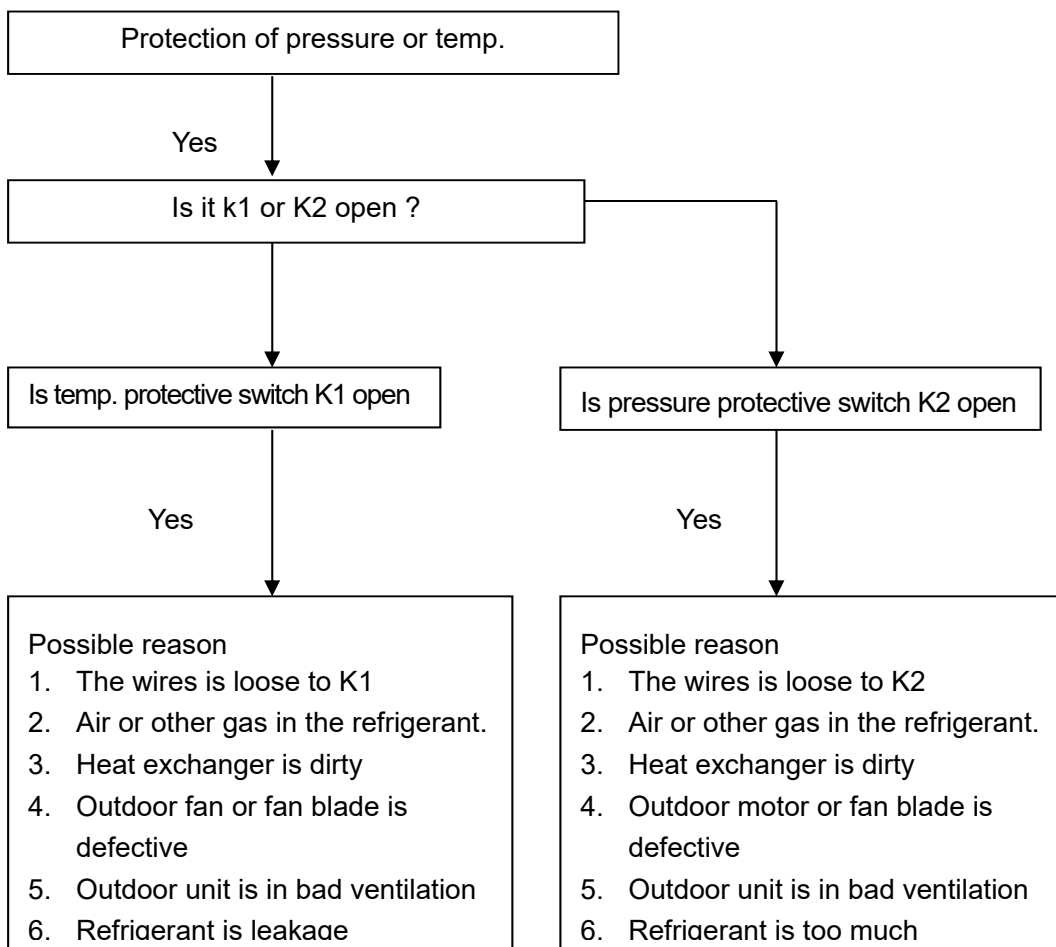 Protection of pressure or temp.
Yes
Is it k1 or K2 open ?
Is temp. protective switch K1 open
Is pressure protective switch K2 open
Yes
Yes
Possible reason
1. The wires is loose to K1
2. Air or other gas in the refrigerant.
3. Heat exchanger is dirty
4. Outdoor fan or fan blade is
defective
5. Outdoor unit is in bad ventilation
6. Refrigerant is leakage
Possible reason
1. The wires is loose to K2
2. Air or other gas in the refrigerant.
3. Heat exchanger is dirty
4. Outdoor motor or fan blade is
defective
5. Outdoor unit is in bad ventilation
6. Refrigerant is too much